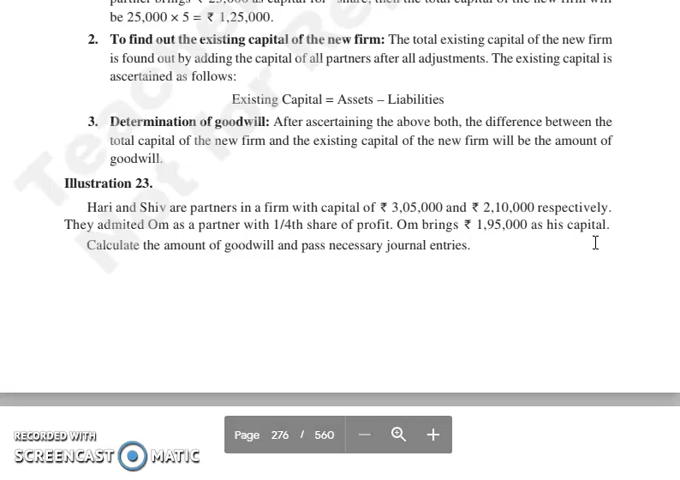 be 25,000 × 5 = ₹ 1,25,000.
2. To find out the existing capital of the new firm: The total existing capital of the new firm
is found out by adding the capital of all partners after all adjustments. The existing capital is
ascertained as follows:
Existing Capital = Assets – Liabilities
3. Determination of goodwill: After ascertaining the above both, the difference between the
total capital of the new firm and the existing capital of the new firm will be the amount of
goodwill.
Illustration 23.
Hari and Shiv are partners in a firm with capital of ₹ 3,05,000 and ₹ 2,10,000 respectively.
They admited Om as a partner with 1/4th share of profit. Om brings ₹ 1,95,000 as his capital.
Calculate the amount of goodwill and pass necessary journal entries.
Page 276 / 560
RECORDED WITH
SCREENCAST MATIC